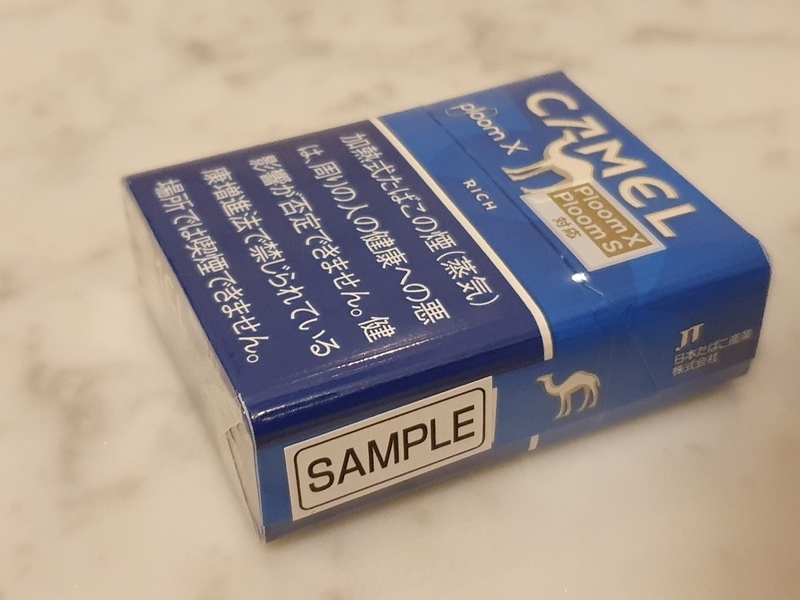 CAMEL
ploom X
RICH
Ploom X
Ploom S
対応
加熱式たばこの煙(蒸気)
は、周りの人の健康への悪
影響が否定できません。健
康増進法で禁じられている
場所では喫煙できません。
JT
日本たばこ産業
株式会社
SAMPLE